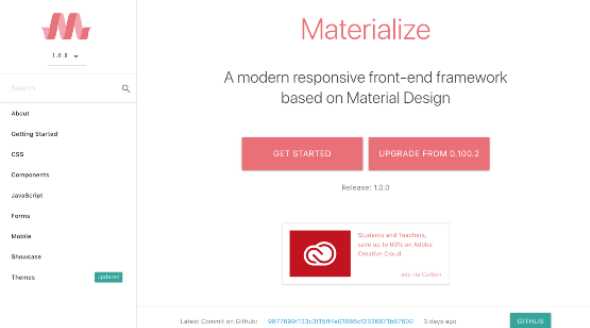 Materialize
1.0.0
Search
A modern responsive front-end framework
based on Material Design
About
Getting Started
CSS
Components
GET STARTED
UPGRADE FROM 0.100.2
JavaScript
Release: 1.0.0
Forms
Mobile
Showcase
Themes
updated
Students and Teachers,
save up to 60% on Adobe
Creative Cloud.
ads via Carbon
Latest Commit on Github:
3 days ago
GITHUB